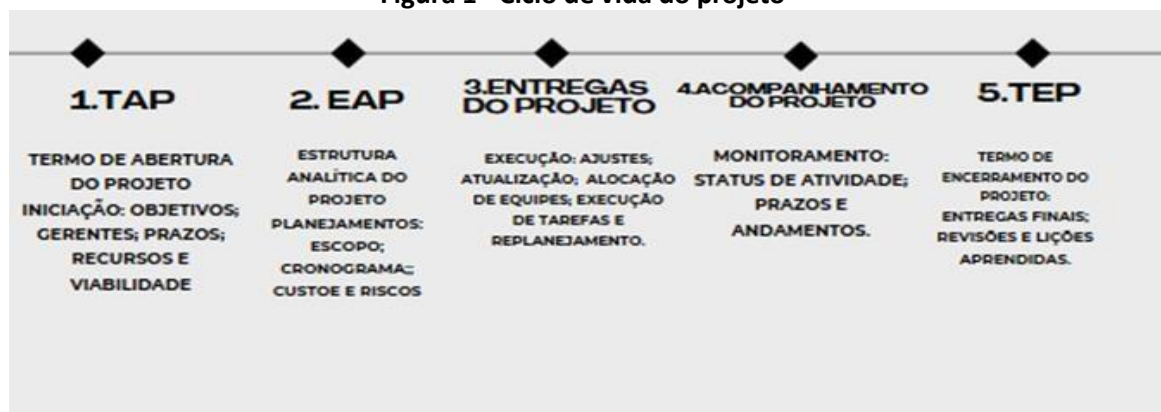 Figura 1 - Ciclo de vida do projeto
1.TAP
TERMO DE ABERTURA
DO PROJETO
INICIAÇÃO: OBJETIVOS;
GERENTES; PRAZOS;
RECURSOS E
VIABILIDADE
2. EAP
ESTRUTURA
ANALÍTICA DO
PROJETO
PLANEJAMENTOS:
ESCOPO;
CRONOGRAMA;;
CUSTOE E RISCOS
3.ENTREGAS
DO PROJETO
EXECUÇÃO: AJUSTES;
ATUALIZAÇÃO; ALOCAÇÃO
DE EQUIPES; EXECUÇÃO
DE TAREFAS E
REPLANEJAMENTO.
4.ACOMPANHAMENTO
DO PROJETO
MONITORAMENTO:
STATUS DE ATIVIDADE;
PRAZOS E
ANDAMENTOS.
5.TEP
TERMO DE
ENCERRAMENTO DO
PROJETO:
ENTREGAS FINAIS;
REVISÕES E LIÇÕES
APRENDIDAS.